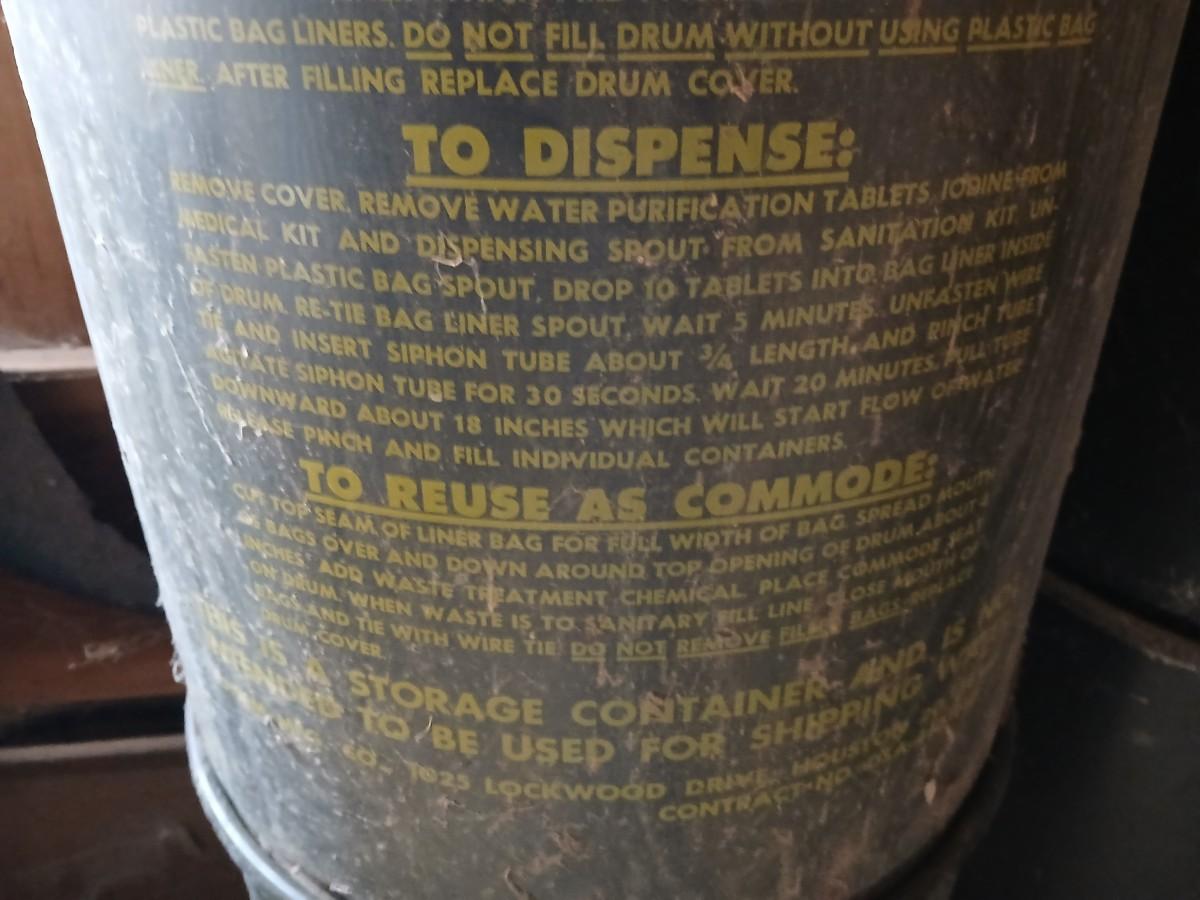 PLASTIC BAG LINERS. DO NOT FILL DRUM WITHOUT USING PLASTIC BAG
LINER. AFTER FILLING REPLACE DRUM COVER.
TO DISPENSE:
REMOVE COVER. REMOVE WATER PURIFICATION TABLETS, IODINE FROM
MEDICAL KIT AND DISPENSING SPOUT FROM SANITATION KIT. UN-
FASTEN PLASTIC BAG SPOUT. DROP 10 TABLETS INTO BAG LINER INSIDE
OF DRUM. RE-TIE BAG LINER SPOUT. WAIT 5 MINUTES. UNFASTEN WIRE
TIE AND INSERT SIPHON TUBE ABOUT ¾ LENGTH, AND PINCH TUBE.
AGITATE SIPHON TUBE FOR 30 SECONDS. WAIT 20 MINUTES. PULL TUBE
DOWNWARD ABOUT 18 INCHES WHICH WILL START FLOW OF WATER.
RELEASE PINCH AND FILL INDIVIDUAL CONTAINERS.
TO REUSE AS COMMODE:
CUT TOP SEAM OF LINER BAG FOR FULL WIDTH OF BAG. SPREAD MOUTH
OF BAGS OVER AND DOWN AROUND TOP OPENING OF DRUM ABOUT
INCHES. ADD WASTE TREATMENT CHEMICAL. PLACE COMMODE SEAT
ON DRUM. WHEN WASTE IS TO SANITARY FILL LINE, CLOSE MOUTH OF
BAGS AND TIE WITH WIRE TIE. DO NOT REMOVE FILLED BAGS. REPLACE
DRUM COVER.
THIS IS A STORAGE CONTAINER AND IS NOT
INTENDED TO BE USED FOR SHIPPING WATER
CO., 1025 LOCKWOOD DRIVE, HOUSTON
CONTRACT NO.